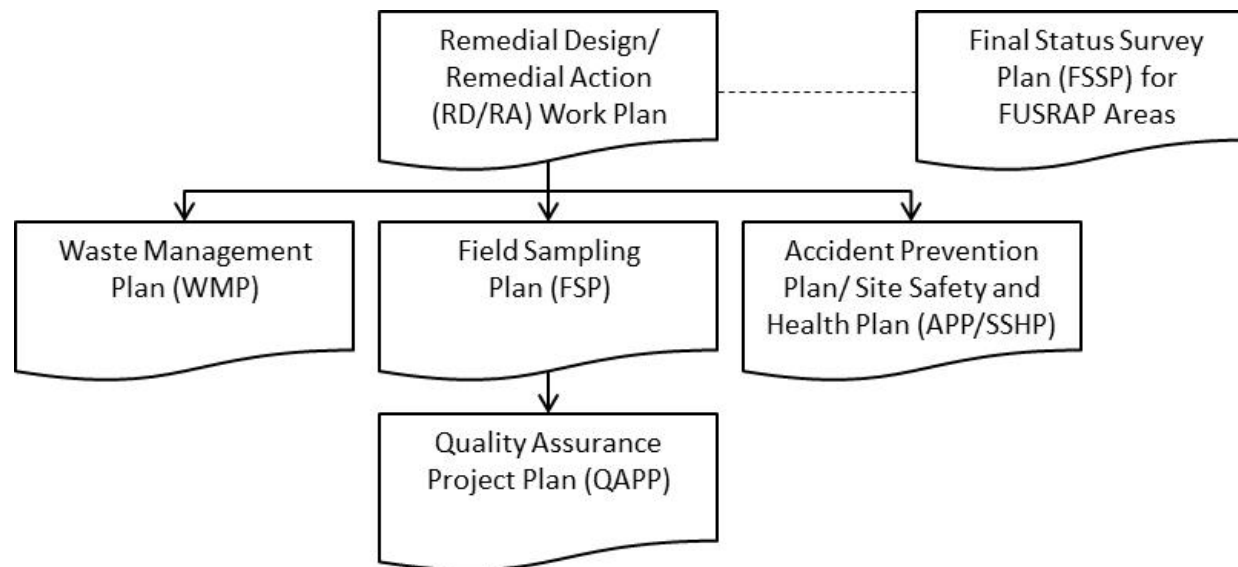 Remedial Design/
Remedial Action
(RD/RA) Work Plan
Final Status Survey
Plan (FSSP) for
FUSRAP Areas
Waste Management
Plan (WMP)
Field Sampling
Plan (FSP)
Accident Prevention
Plan/ Site Safety and
Health Plan (APP/SSHP)
Quality Assurance
Project Plan (QAPP)